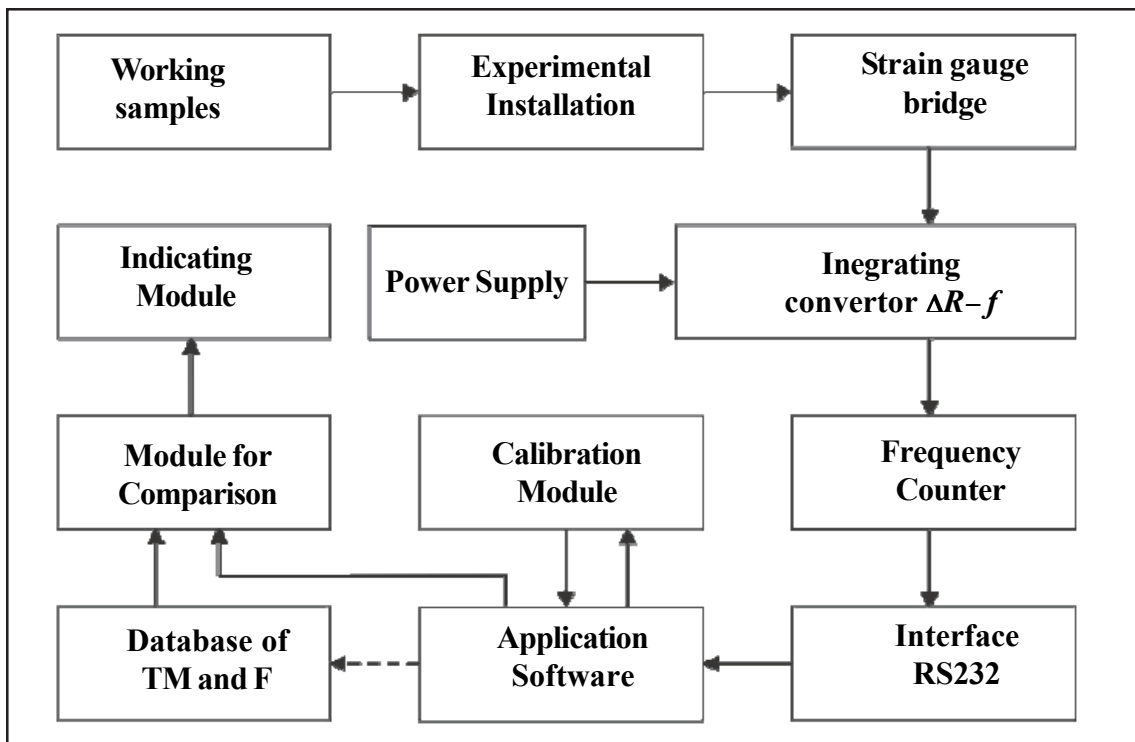 Working
samples
Experimental
Installation
Strain gauge
bridge
Indicating
Module
Power Supply
Inegrating
convertor ΔR–f
Module for
Comparison
Calibration
Module
Frequency
Counter
Database of
TM and F
Application
Software
Interface
RS232